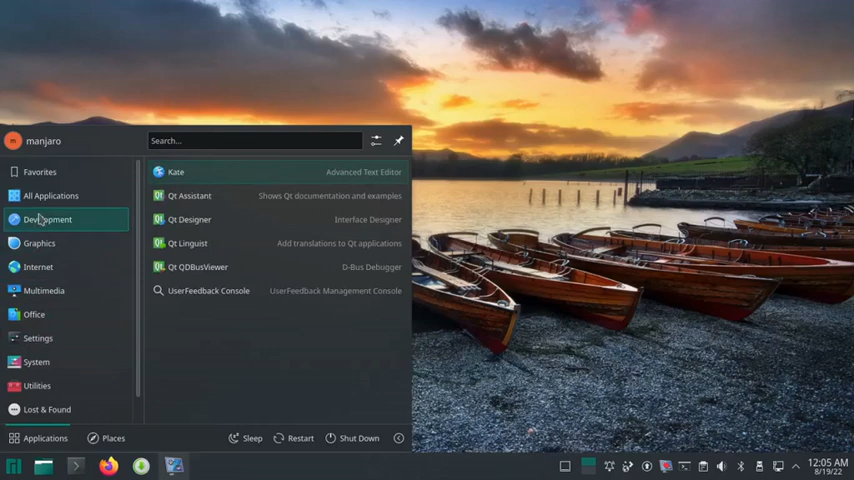 manjaro
Search...
Favorites
All Applications
Development
Graphics
Internet
Multimedia
Office
Settings
System
Utilities
Lost & Found
Kate Advanced Text Editor
Qt Assistant Shows Qt documentation and examples
Qt Designer Interface Designer
Qt Linguist Add translations to Qt applications
Qt QDBusViewer D-Bus Debugger
UserFeedback Console UserFeedback Management Console
Applications Places Sleep Restart Shut Down
12:05 AM
8/19/22